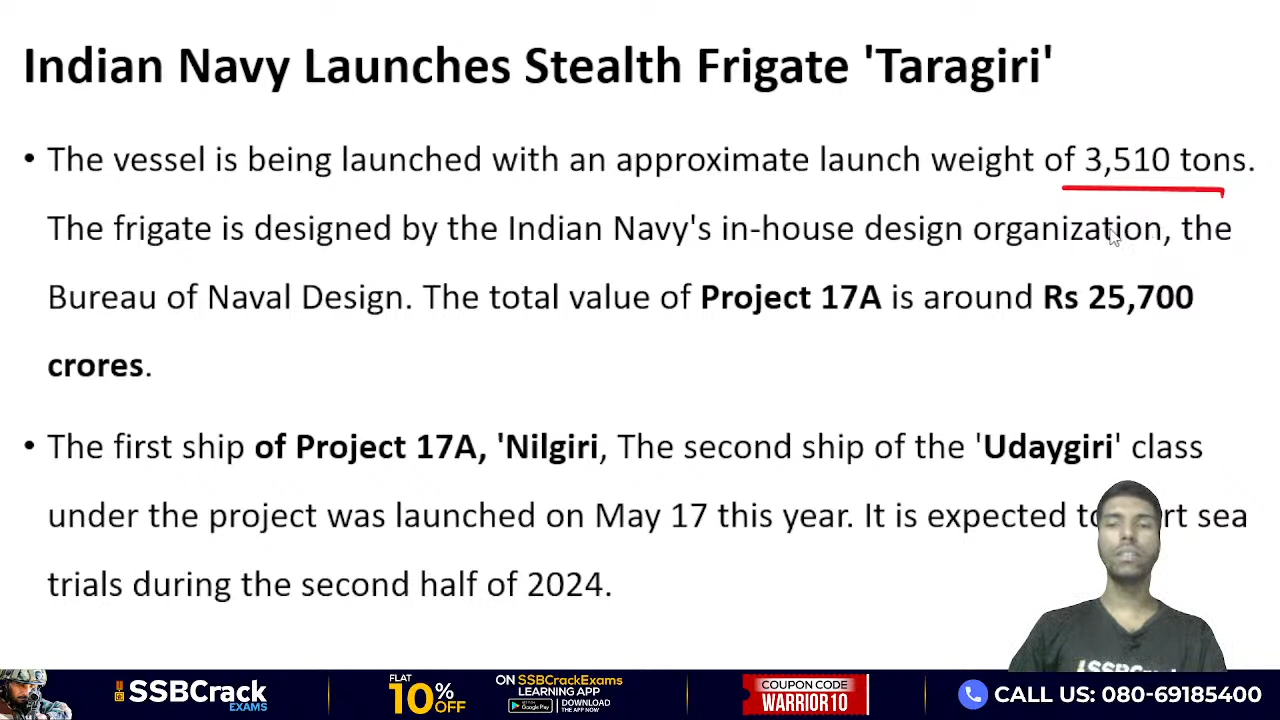 Indian Navy Launches Stealth Frigate 'Taragiri'
• The vessel is being launched with an approximate launch weight of 3,510 tons.
The frigate is designed by the Indian Navy's in-house design organization, the
Bureau of Naval Design. The total value of Project 17A is around Rs 25,700
crores.
• The first ship of Project 17A, 'Nilgiri, The second ship of the 'Udaygiri' class
under the project was launched on May 17 this year. It is expected to rt sea
trials during the second half of 2024.
SSBCrack
EXAMS
FLAT
10% OFF
ON SSBCrackExams
LEARNING APP
Google Play
DOWNLOAD
THE APP NOW
COUPON CODE
WARRIOR10
CALL US: 080-69185400